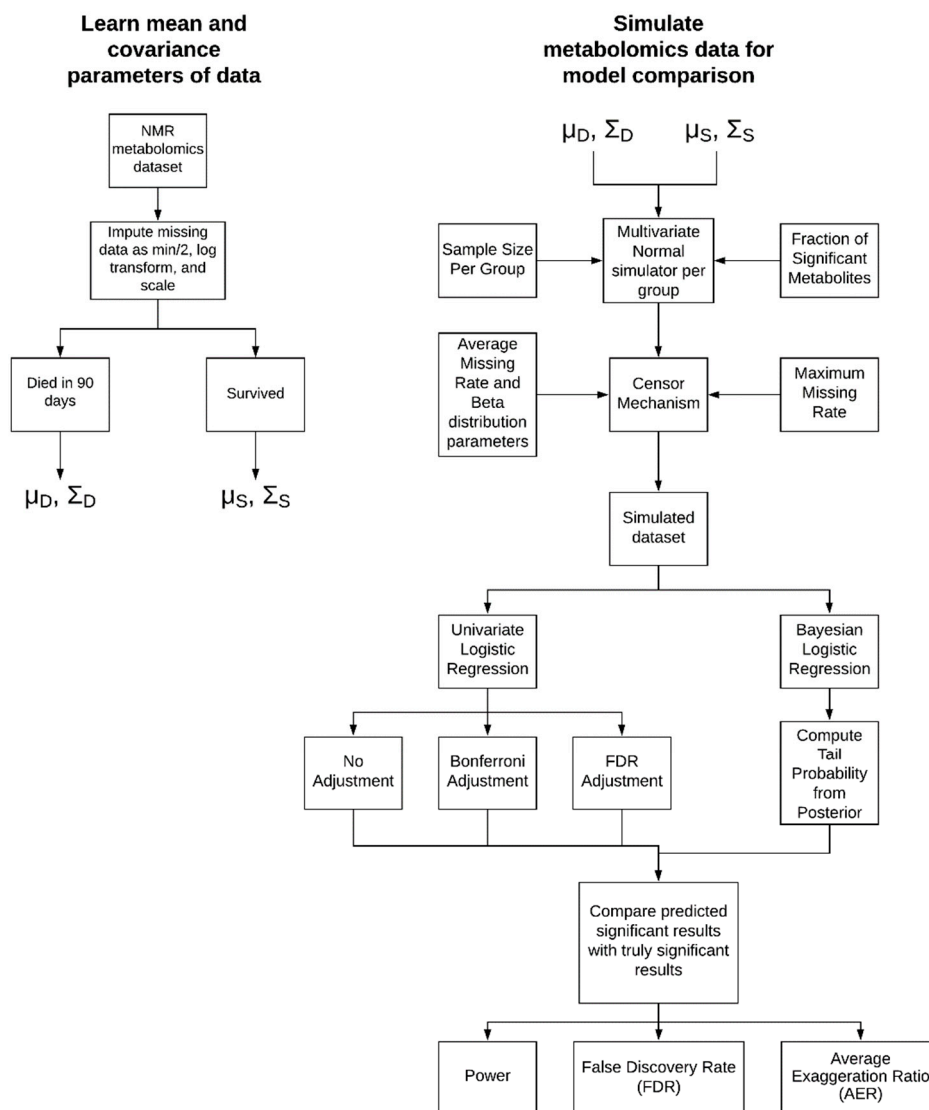 Learn mean and
covariance
parameters of data
NMR
metabolomics
dataset
Impute missing
data as min/2, log
transform, and
scale
Died in 90
days
Survived
μD, ΣD
μS, ΣS
Simulate
metabolomics data for
model comparison
μD, ΣD
μS, ΣS
Sample Size
Per Group
Multivariate
Normal
simulator per
group
Fraction of
Significant
Metabolites
Average
Missing
Rate and
Beta
distribution
parameters
Censor
Mechanism
Maximum
Missing
Rate
Simulated
dataset
Univariate
Logistic
Regression
Bayesian
Logistic
Regression
No
Adjustment
Bonferroni
Adjustment
FDR
Adjustment
Compute
Tail
Probability
from
Posterior
Compare predicted
significant results
with truly significant
results
Power
False Discovery Rate
(FDR)
Average
Exaggeration Ratio
(AER)